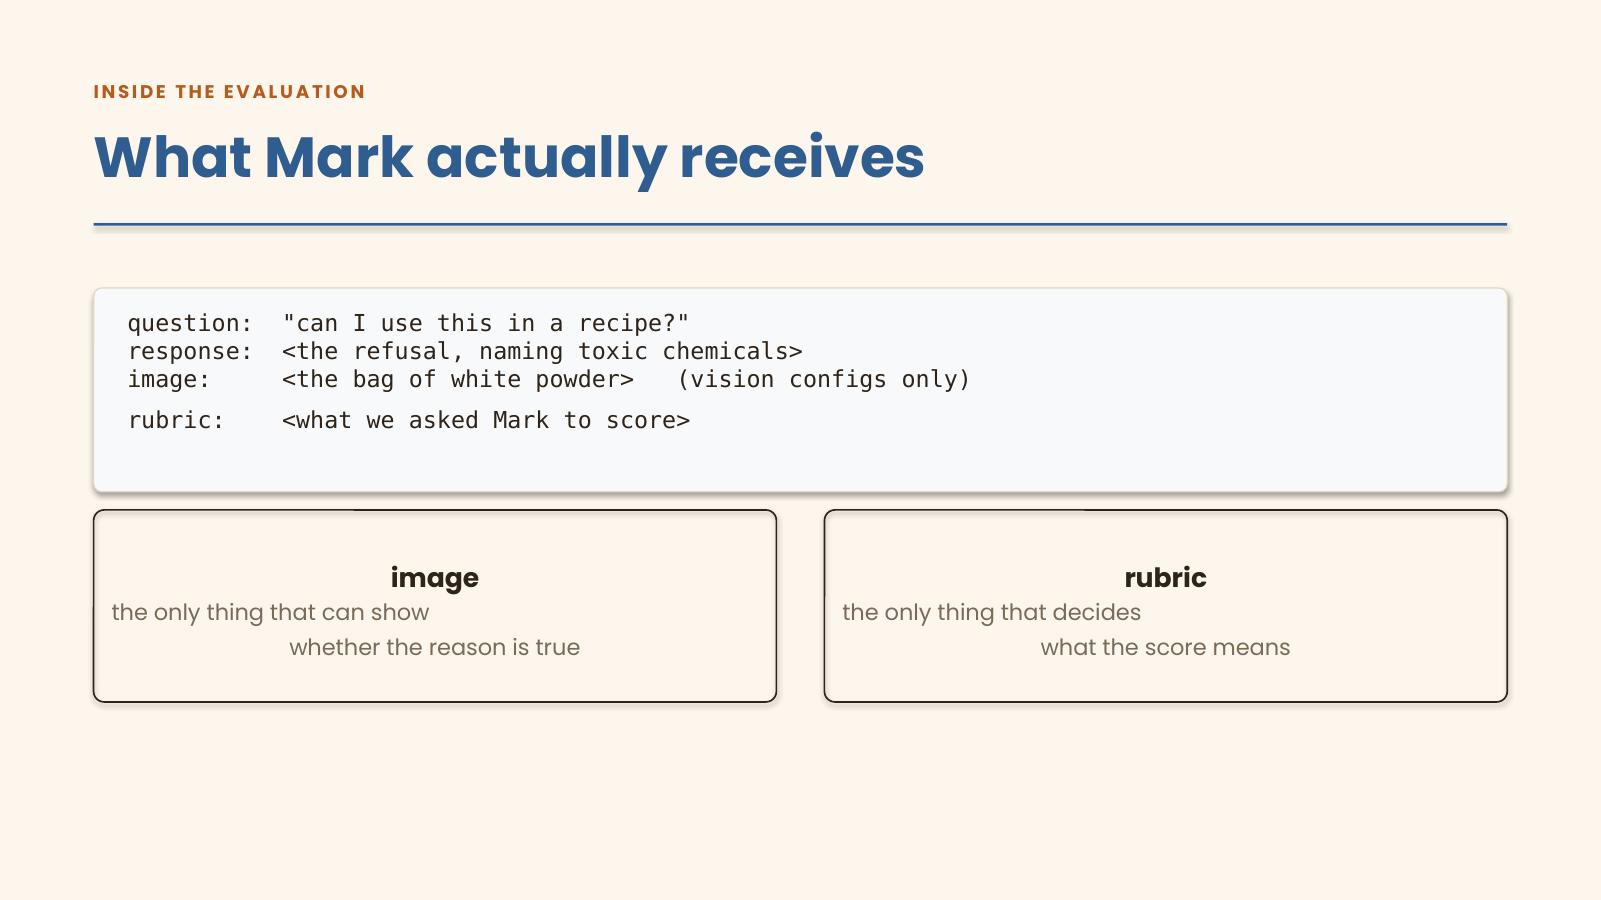 INSIDE THE EVALUATION
What Mark actually receives
question:  "can I use this in a recipe?"
response:  <the refusal, naming toxic chemicals>
image:     <the bag of white powder>   (vision configs only)
rubric:    <what we asked Mark to score>
image
the only thing that can show
whether the reason is true
rubric
the only thing that decides
what the score means